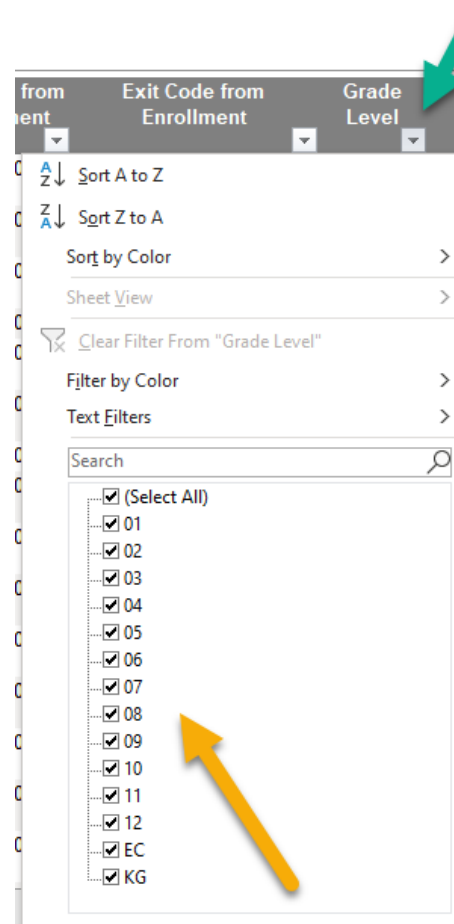 from Exit Code from Grade
Enrollment Level
Sort A to Z
Sort Z to A
Sort by Color
Sheet View
Clear Filter From "Grade Level"
Filter by Color
Text Filters
Search
(Select All)
01
02
03
04
05
06
07
08
09
10
11
12
EC
KG